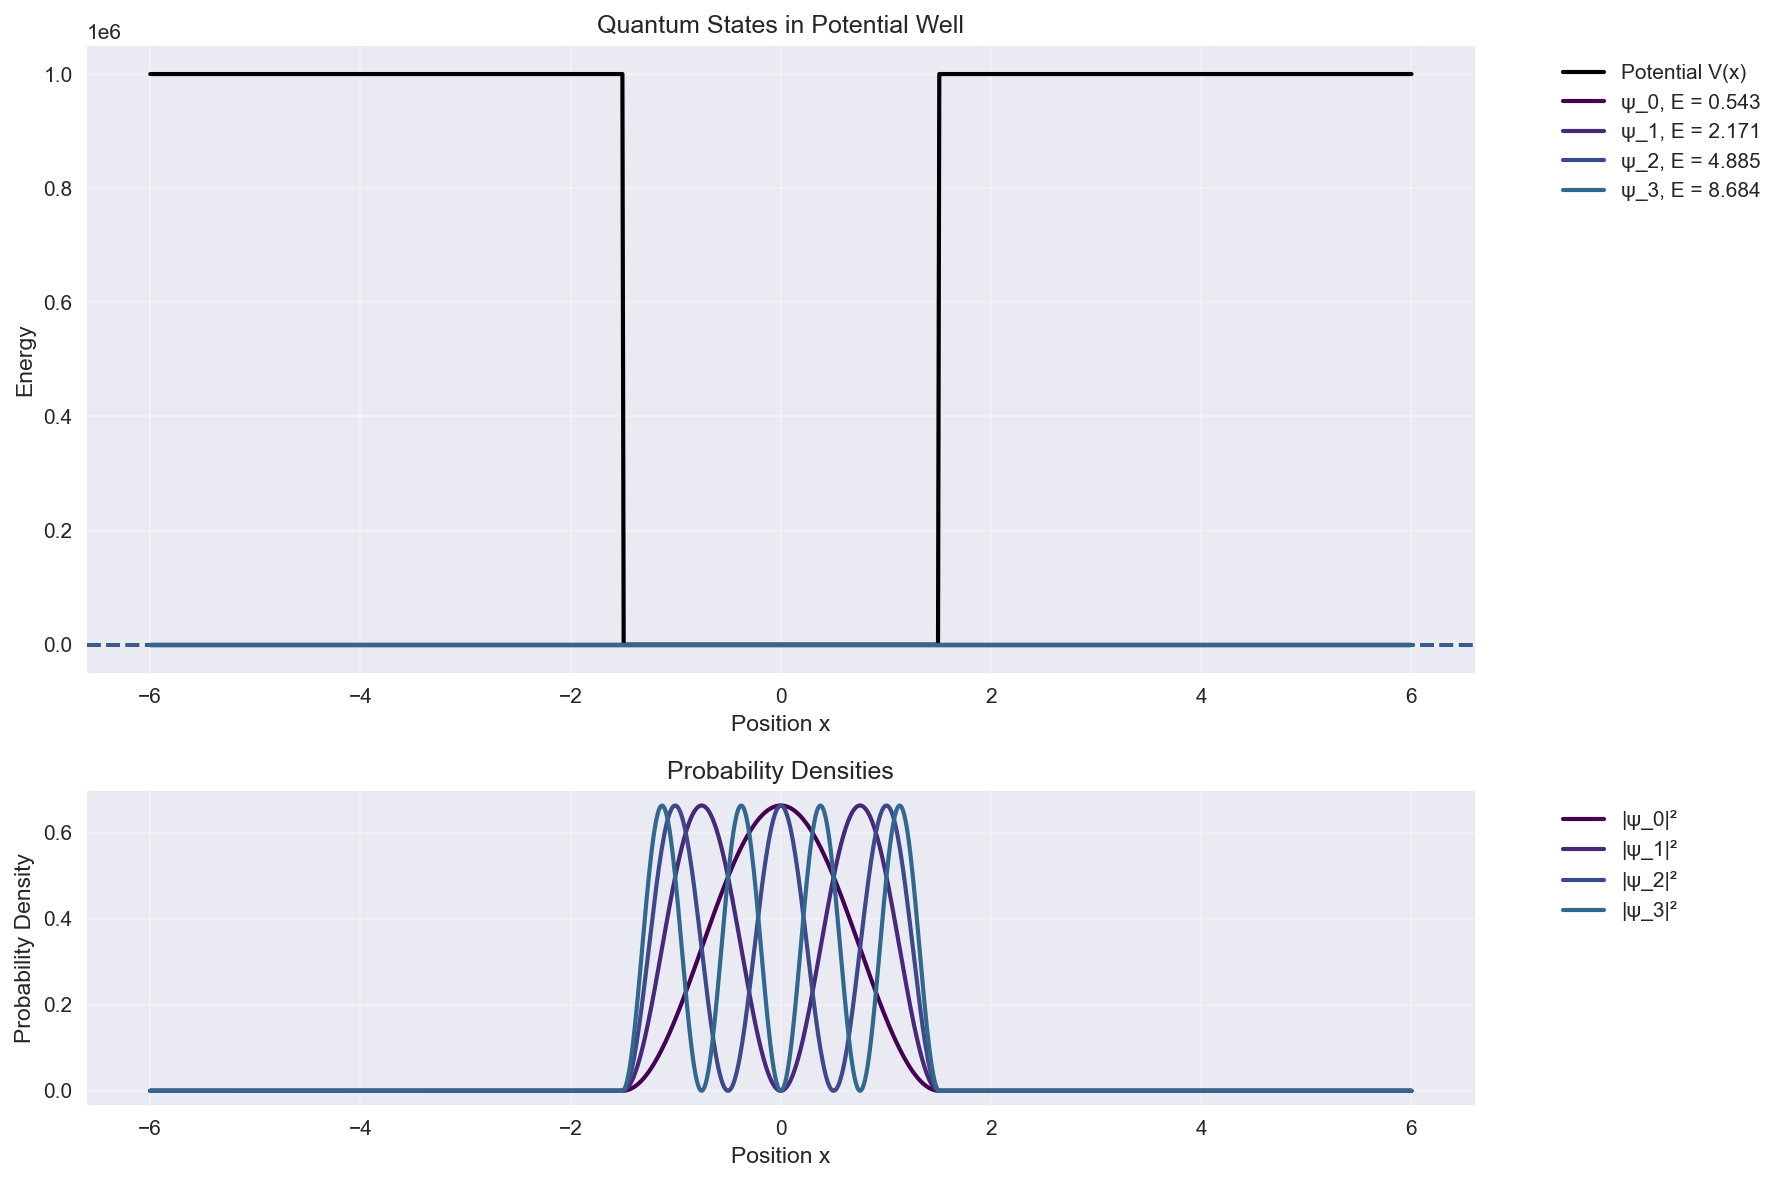 Quantum States in Potential Well
1e6
1.0
0.8
0.6
0.4
0.2
0.0
Energy
−6 −4 −2 0 2 4 6
Position x
Potential V(x)
ψ_0, E = 0.543
ψ_1, E = 2.171
ψ_2, E = 4.885
ψ_3, E = 8.684
Probability Densities
0.6
0.4
0.2
0.0
Probability Density
−6 −4 −2 0 2 4 6
Position x
|ψ_0|²
|ψ_1|²
|ψ_2|²
|ψ_3|²